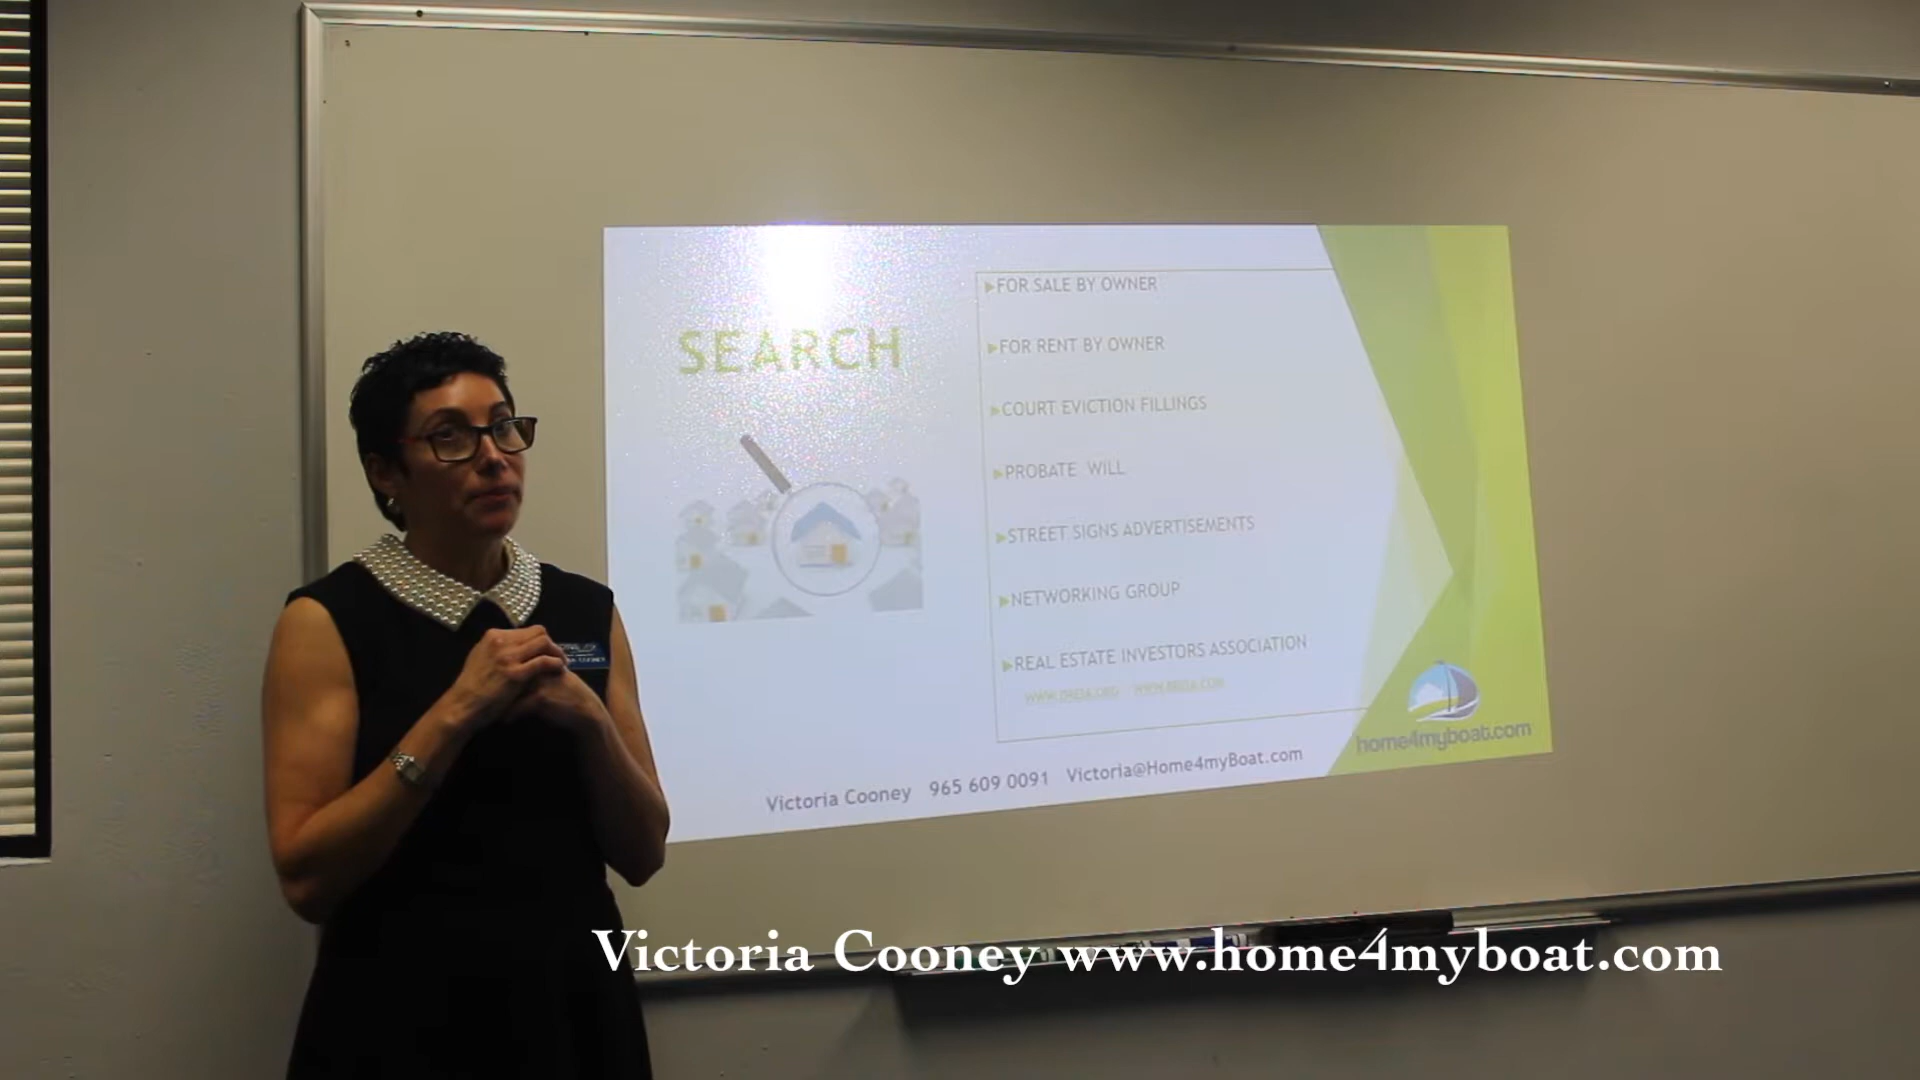 SEARCH
▶FOR SALE BY OWNER
▶FOR RENT BY OWNER
▶COURT EVICTION FILLINGS
▶PROBATE WILL
▶STREET SIGNS ADVERTISEMENTS
▶NETWORKING GROUP
▶REAL ESTATE INVESTORS ASSOCIATION
home4myboat.com
Victoria Cooney 965 609 0091 Victoria@Home4myBoat.com
COONEY
Victoria Cooney www.home4myboat.com